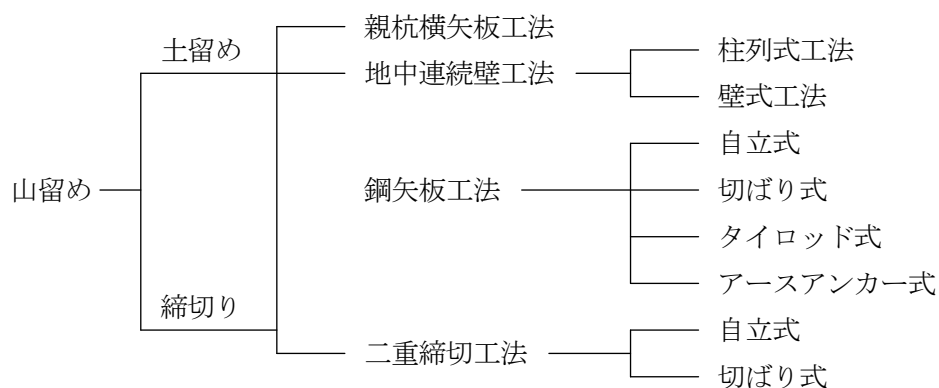 山留め
土留め
締切り
親杭横矢板工法
地中連続壁工法
柱列式工法
壁式工法
鋼矢板工法
自立式
切ばり式
タイロッド式
アースアンカー式
二重締切工法
自立式
切ばり式